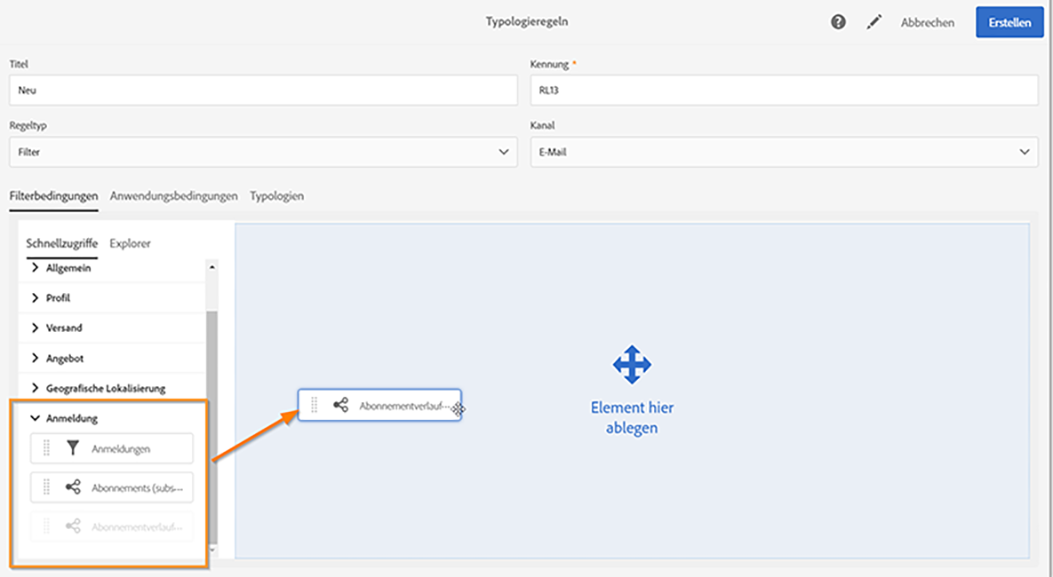 Typologieregeln
Abbrechen
Erstellen
Titel
Kennung *
Neu
RL13
Regeltyp
Kanal
Filter
E-Mail
Filterbedingungen Anwendungsbedingungen Typologien
Schnellzugriffe Explorer
Allgemein
Profil
Versand
Angebot
Geografische Lokalisierung
Anmeldung
Anmeldungen
Abonnements (subs...
Abonnementverlauf...
Abonnementverlauf...
Element hier
ablegen